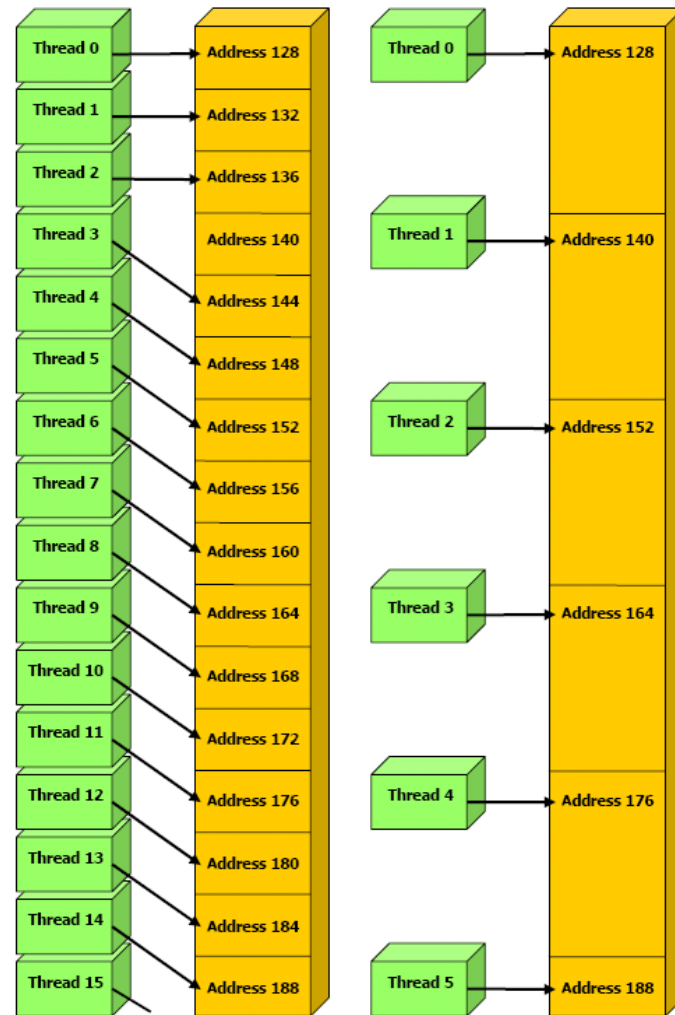 Thread 0
Address 128
Thread 1
Address 132
Thread 2
Address 136
Thread 3
Address 140
Thread 4
Address 144
Thread 5
Address 148
Thread 6
Address 152
Thread 7
Address 156
Thread 8
Address 160
Thread 9
Address 164
Thread 10
Address 168
Thread 11
Address 172
Thread 12
Address 176
Thread 13
Address 180
Thread 14
Address 184
Thread 15
Address 188
Thread 0
Address 128
Thread 1
Address 140
Thread 2
Address 152
Thread 3
Address 164
Thread 4
Address 176
Thread 5
Address 188